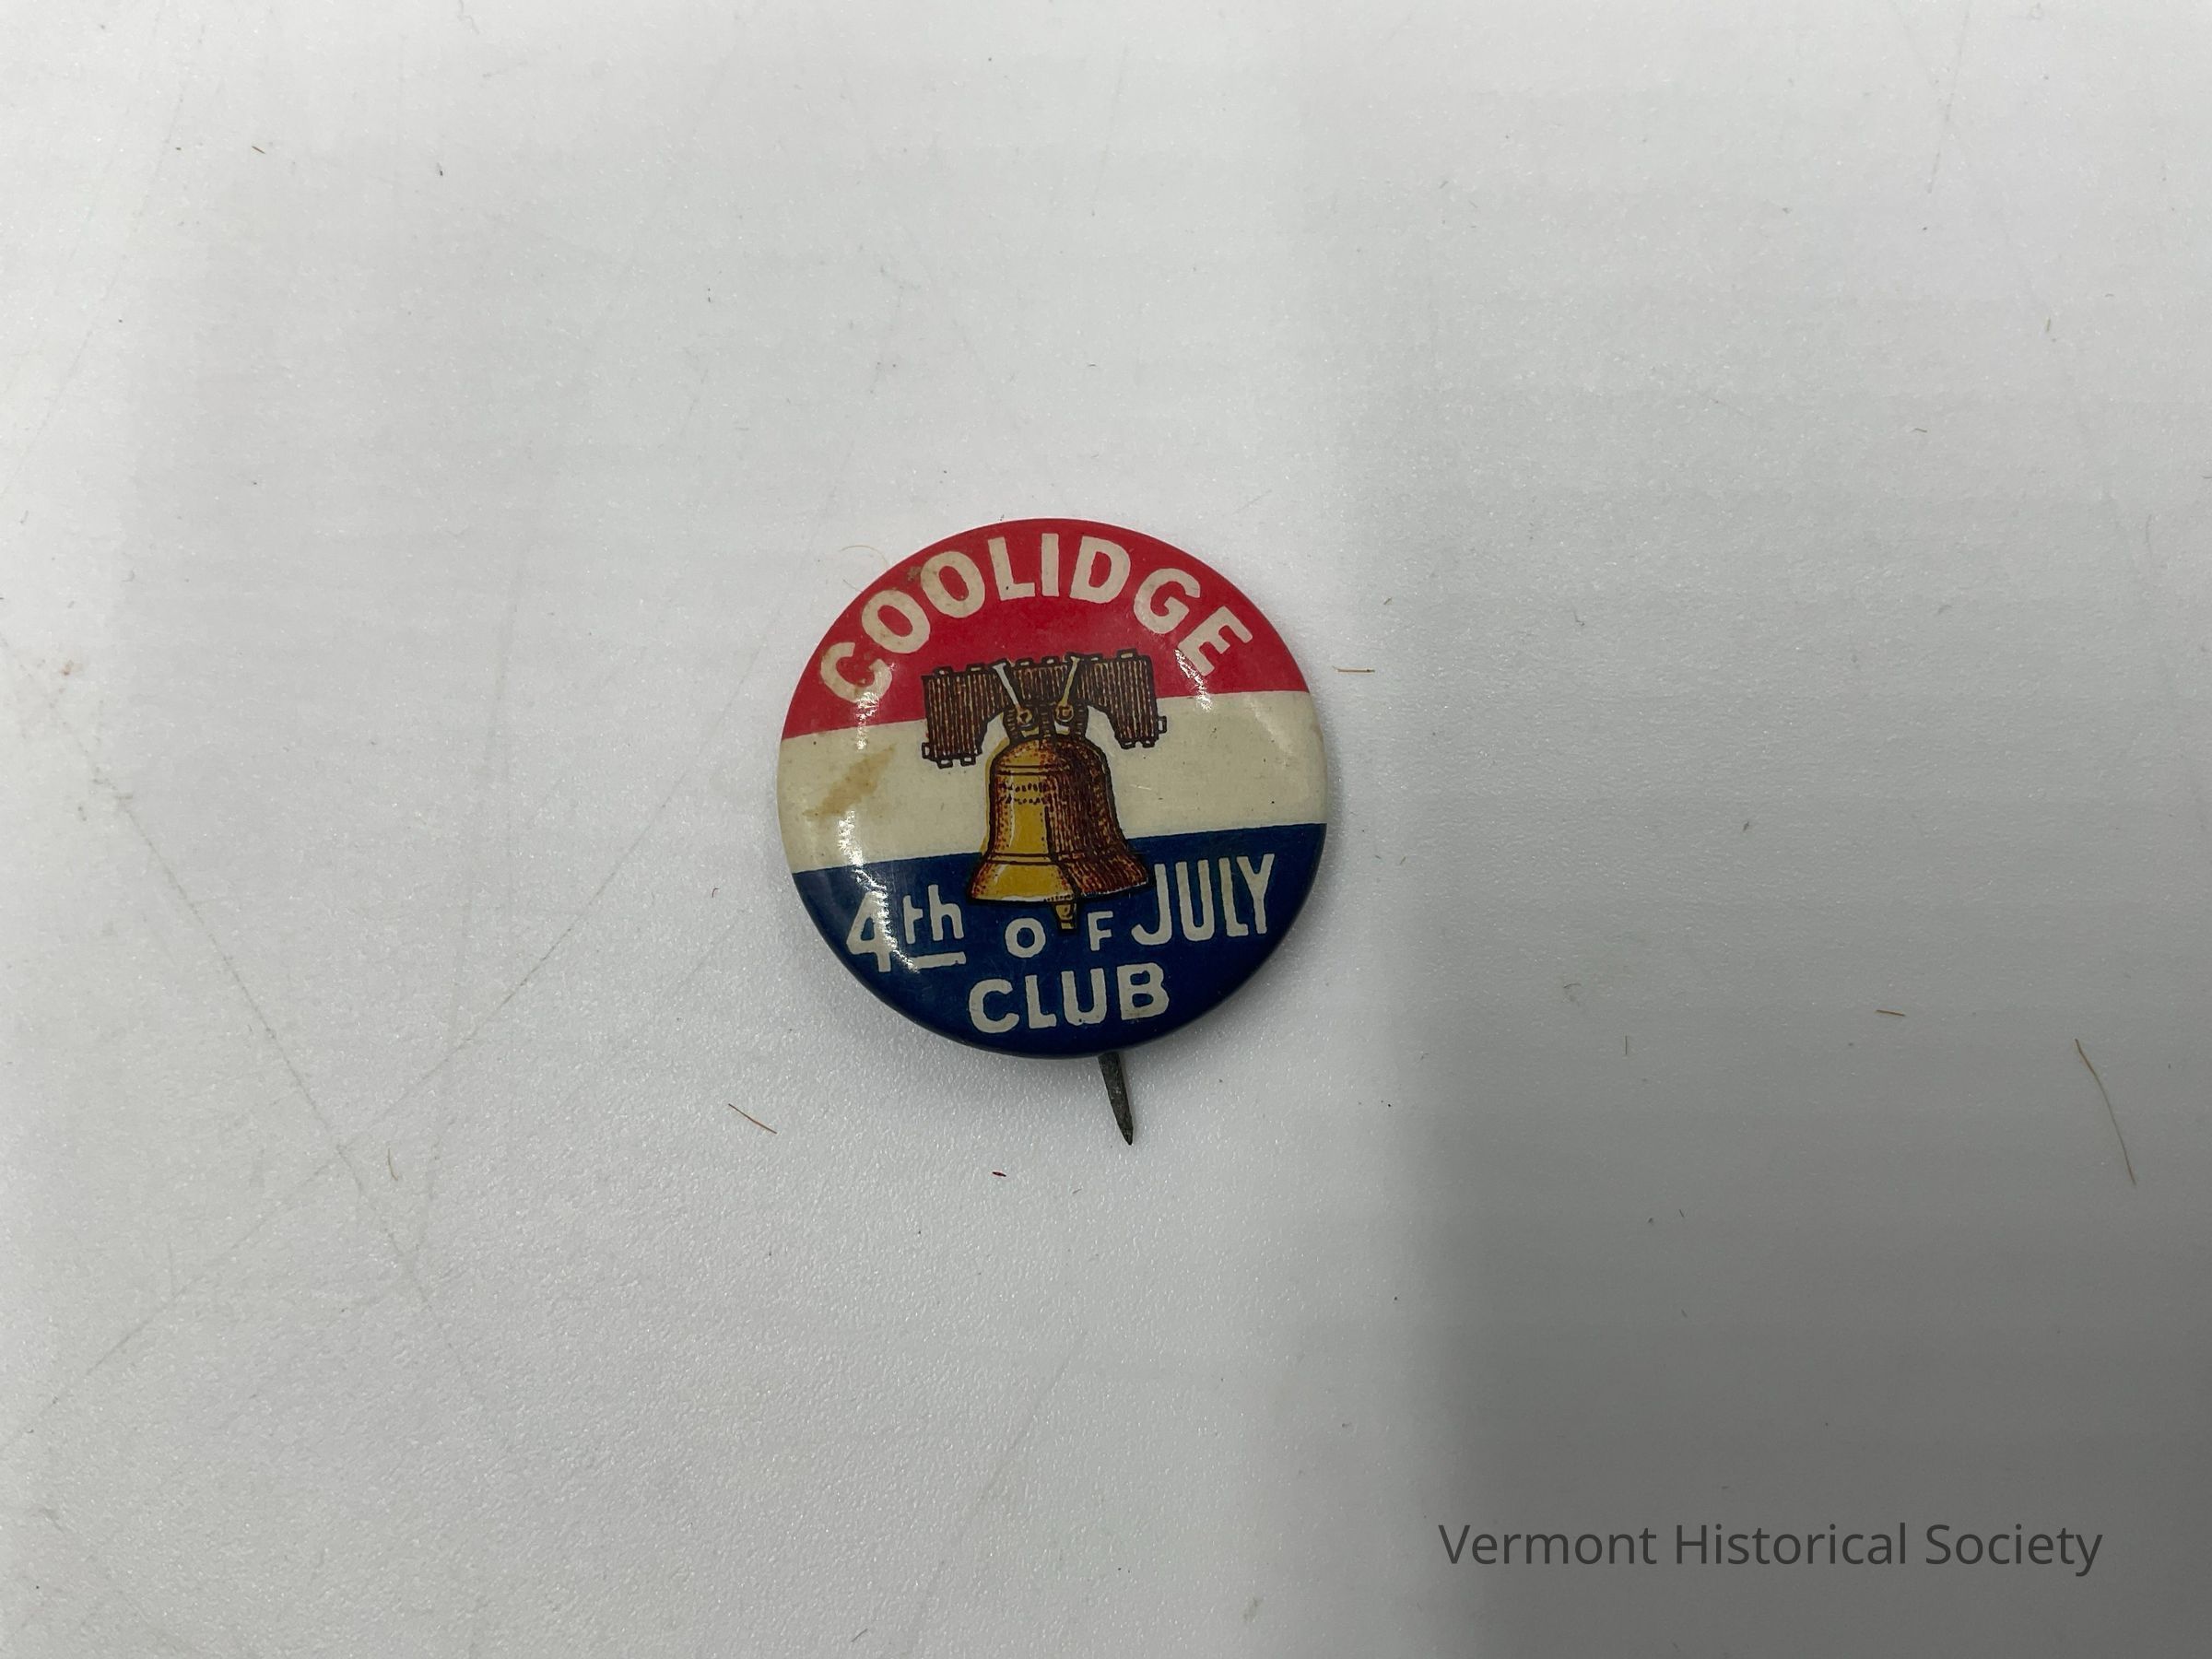 COOLIDGE
4th OF JULY
CLUB
Vermont Historical Society